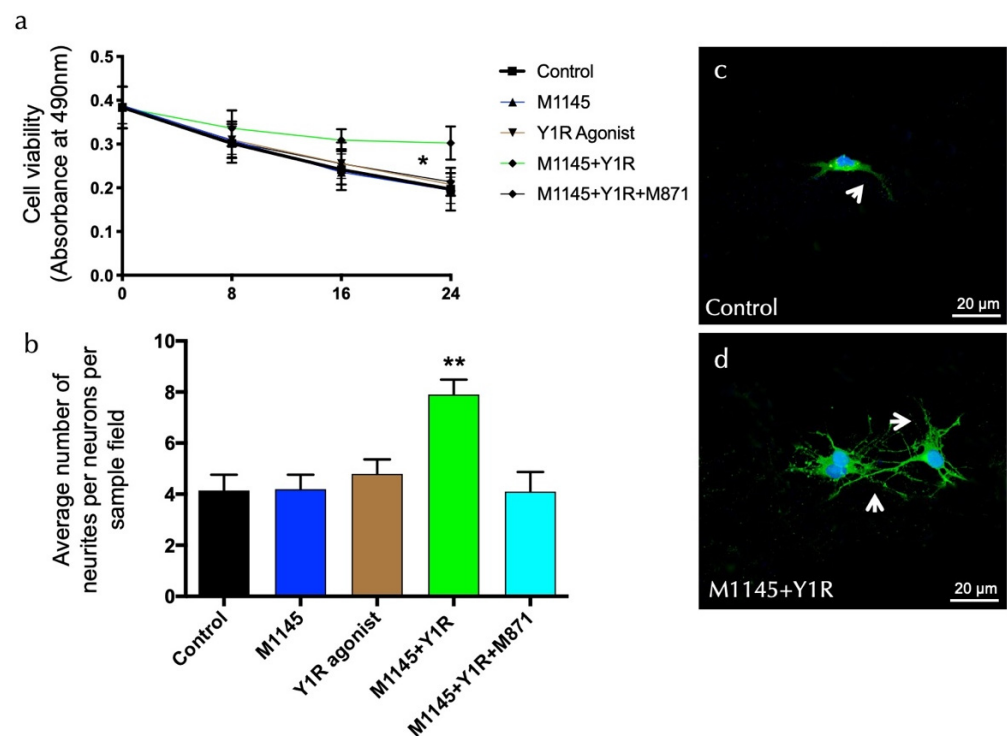 a
Cell viability
(Absorbance at 490nm)
0.5
0.4
0.3
0.2
0.1
0.0
0
8
16
24
*
Control
M1145
Y1R Agonist
M1145+Y1R
M1145+Y1R+M871
b
Average number of
neurites per neurons per
sample field
10
8
6
4
2
0
**
Control
M1145
Y1R agonist
M1145+Y1R
M1145+Y1R+M871
c
Control
20 µm
d
M1145+Y1R
20 µm